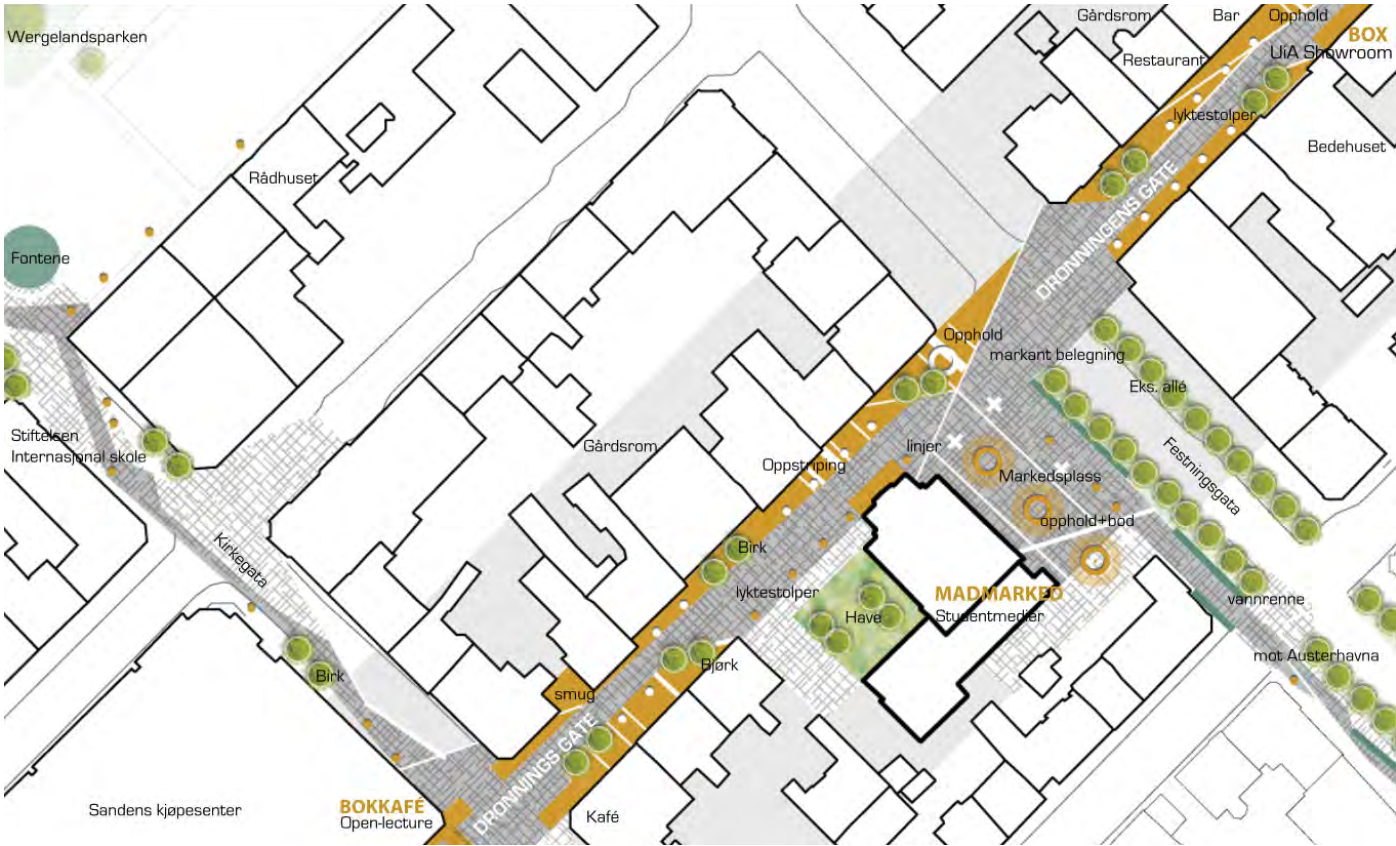 Wergelandsparken
Gårdsrom
Bar
Opphold
BOX
UiA Showroom
Restaurant
lyktestolper
Bedehuset
Rådhuset
DRONNINGENS GATE
Fontene
Opphold
markant belegning
Eks. allé
Stiftelsen
Internasjonal skole
Gårdsrom
linjer
Festningsgata
Oppstriping
Markedsplass
opphold+bod
Kirkegata
Birk
lyktestolper
MADMARKED
Studentmedier
Have
vannrenne
mot Austerhavna
Birk
Bjørk
smug
DRONNINGS GATE
Sandens kjøpesenter
BOKKAFÉ
Open-lecture
Kafé